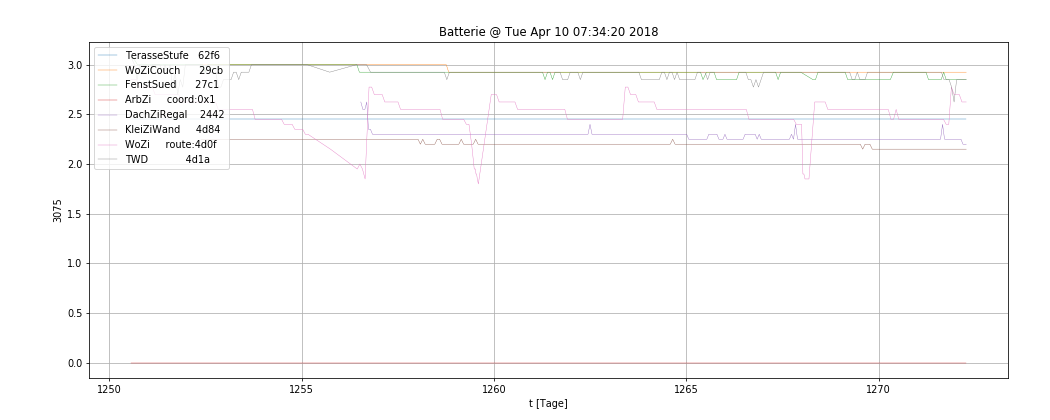 Batterie @ Tue Apr 10 07:34:20 2018
3.0
2.5
2.0
1.5
1.0
0.5
0.0
3075
TerasseStufe 62f6
WoZiCouch 29cb
FenstSued 27c1
ArbZi coord:0x1
DachZiRegal 2442
KleiZiWand 4d84
WoZi route:4d0f
TWD 4d1a
1250 1255 1260 1265 1270
t [Tage]